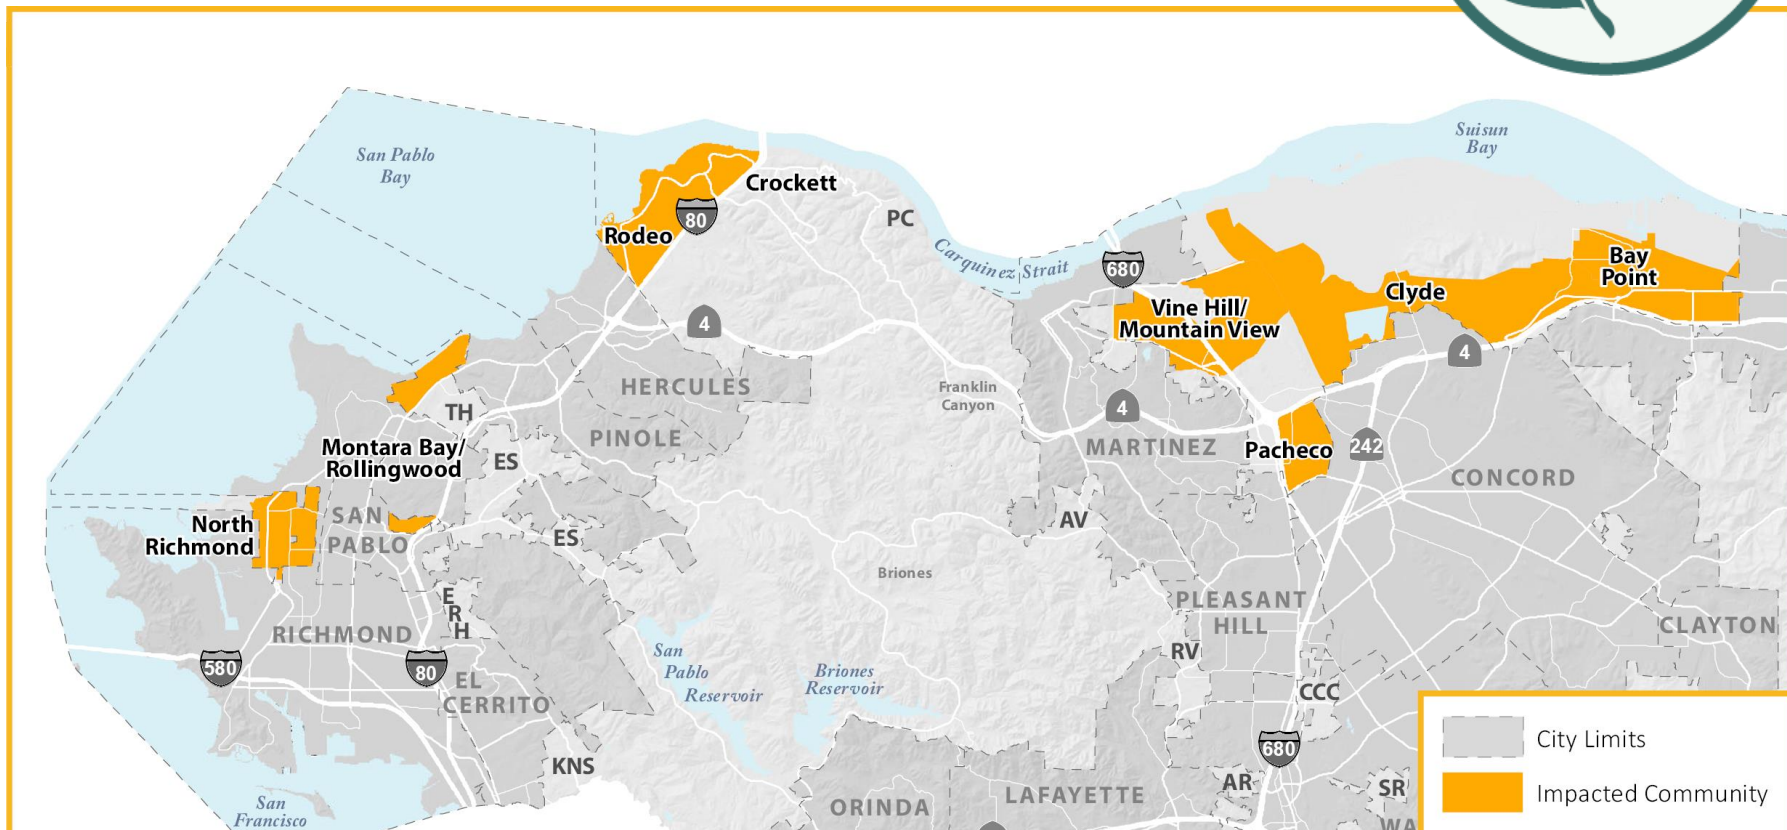 San Pablo
Bay
Suisun
Bay
Crockett
PC
80
Rodeo
Carquinez Strait
680
Bay
Point
Clyde
Vine Hill/
Mountain View
4
4
HERCULES
Franklin
Canyon
4
TH
PINOLE
MARTINEZ
Pacheco
242
CONCORD
Montara Bay/
Rollingwood
ES
North
Richmond
SAN
PABLO
ES
AV
Briones
E
R
H
PLEASANT
HILL
CLAYTON
RICHMOND
580
80
EL
CERRITO
San
Pablo
Reservoir
Briones
Reservoir
RV
CCC
680
KNS
AR
SR
ORINDA
LAFAYETTE
San
Francisco
WA
City Limits
Impacted Community